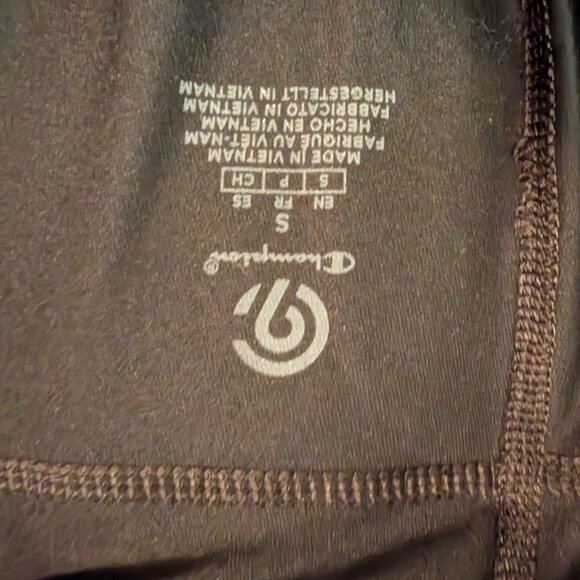 C9
Champion®
S
EN FR ES
S P CH
MADE IN VIETNAM
FABRIQUE AU VIET-NAM
HECHO EN VIETNAM
FABBRICATO IN VIETNAM
HERGESTELLT IN VIETNAM